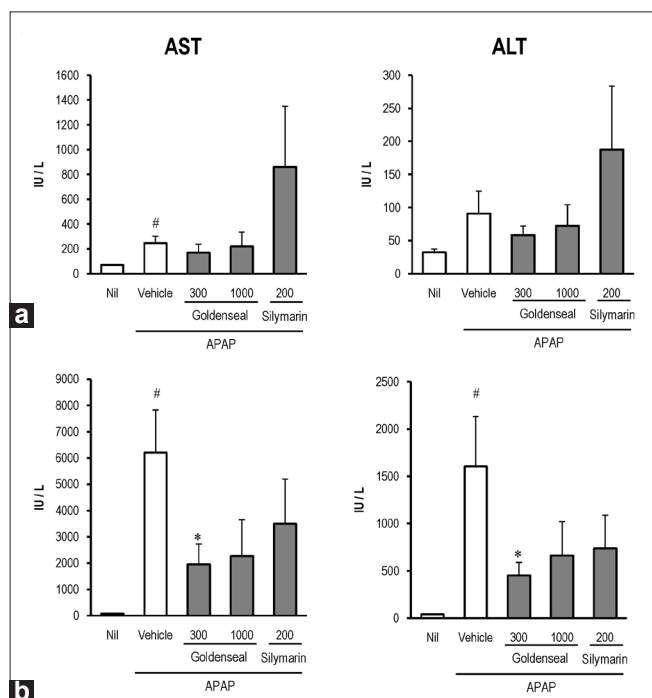 AST ALT
1600
1400
1200
1000
800
600
400
200
0
IU / L
#
Nil Vehicle 300 1000 200
Goldenseal Silymarin
APAP
300
250
200
150
100
50
0
IU / L
Nil Vehicle 300 1000 200
Goldenseal Silymarin
APAP
a
9000
8000
7000
6000
5000
4000
3000
2000
1000
0
IU / L
#
*
Nil Vehicle 300 1000 200
Goldenseal Silymarin
APAP
2500
2000
1500
1000
500
0
IU / L
#
*
Nil Vehicle 300 1000 200
Goldenseal Silymarin
APAP
b